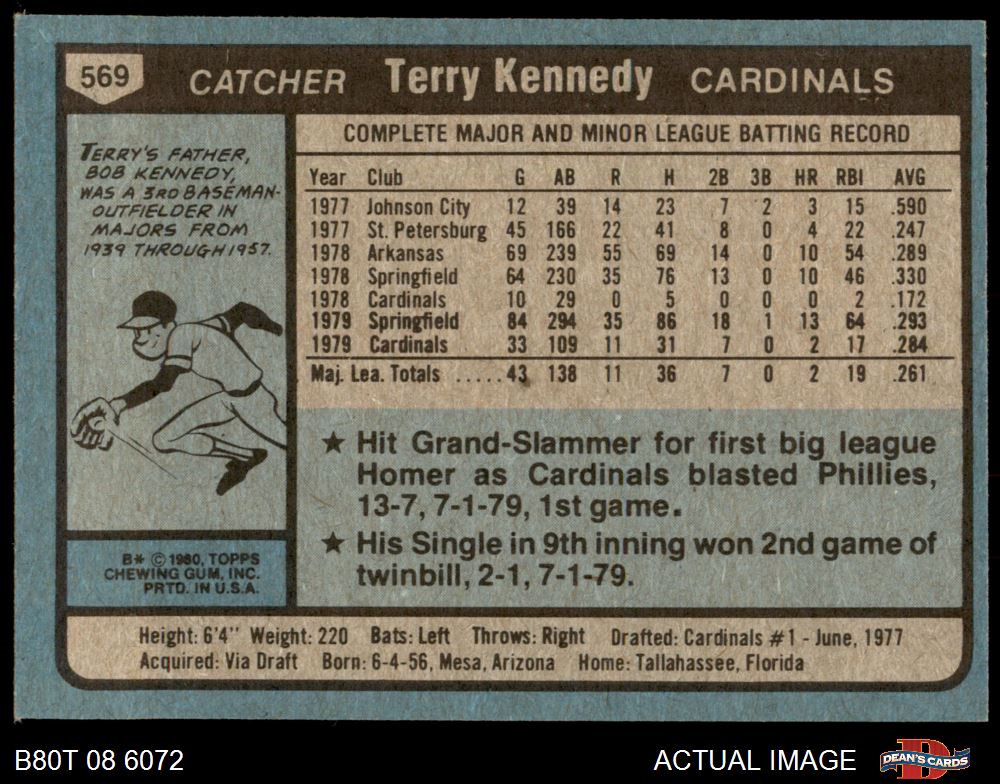 569 CATCHER Terry Kennedy CARDINALS
TERRY'S FATHER,
BOB KENNEDY,
WAS A 3RD BASEMAN-
OUTFIELDER IN
MAJORS FROM
1939 THROUGH 1957.
B* © 1980, TOPPS
CHEWING GUM, INC.
PRTD. IN U.S.A.
COMPLETE MAJOR AND MINOR LEAGUE BATTING RECORD
Year Club G AB R H 2B 3B HR RBI AVG
1977 Johnson City 12 39 14 23 7 2 3 15 .590
1977 St. Petersburg 45 166 22 41 8 0 4 22 .247
1978 Arkansas 69 239 55 69 14 0 10 54 .289
1978 Springfield 64 230 35 76 13 0 10 46 .330
1978 Cardinals 10 29 0 5 0 0 0 2 .172
1979 Springfield 84 294 35 86 18 1 13 64 .293
1979 Cardinals 33 109 11 31 7 0 2 17 .284
Maj. Lea. Totals .....43 138 11 36 7 0 2 19 .261
★ Hit Grand-Slammer for first big league
Homer as Cardinals blasted Phillies,
13-7, 7-1-79, 1st game.
★ His Single in 9th inning won 2nd game of
twinbill, 2-1, 7-1-79.
Height: 6'4" Weight: 220 Bats: Left Throws: Right Drafted: Cardinals #1 - June, 1977
Acquired: Via Draft Born: 6-4-56, Mesa, Arizona Home: Tallahassee, Florida
B80T 08 6072 ACTUAL IMAGE DEAN'S CARDS